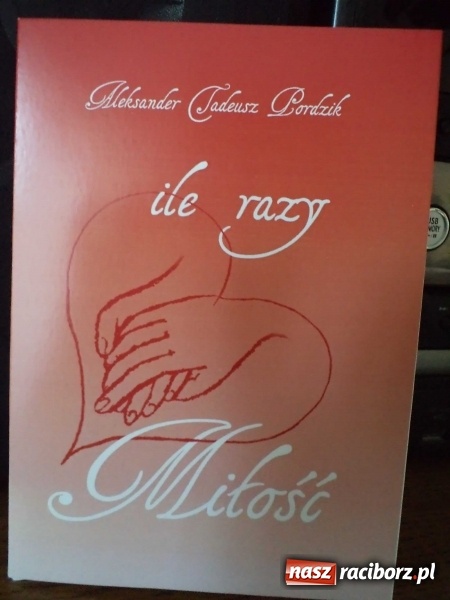 Aleksander Tadeusz Pordzik
ile razy
Miłość
nasz raciborz.pl